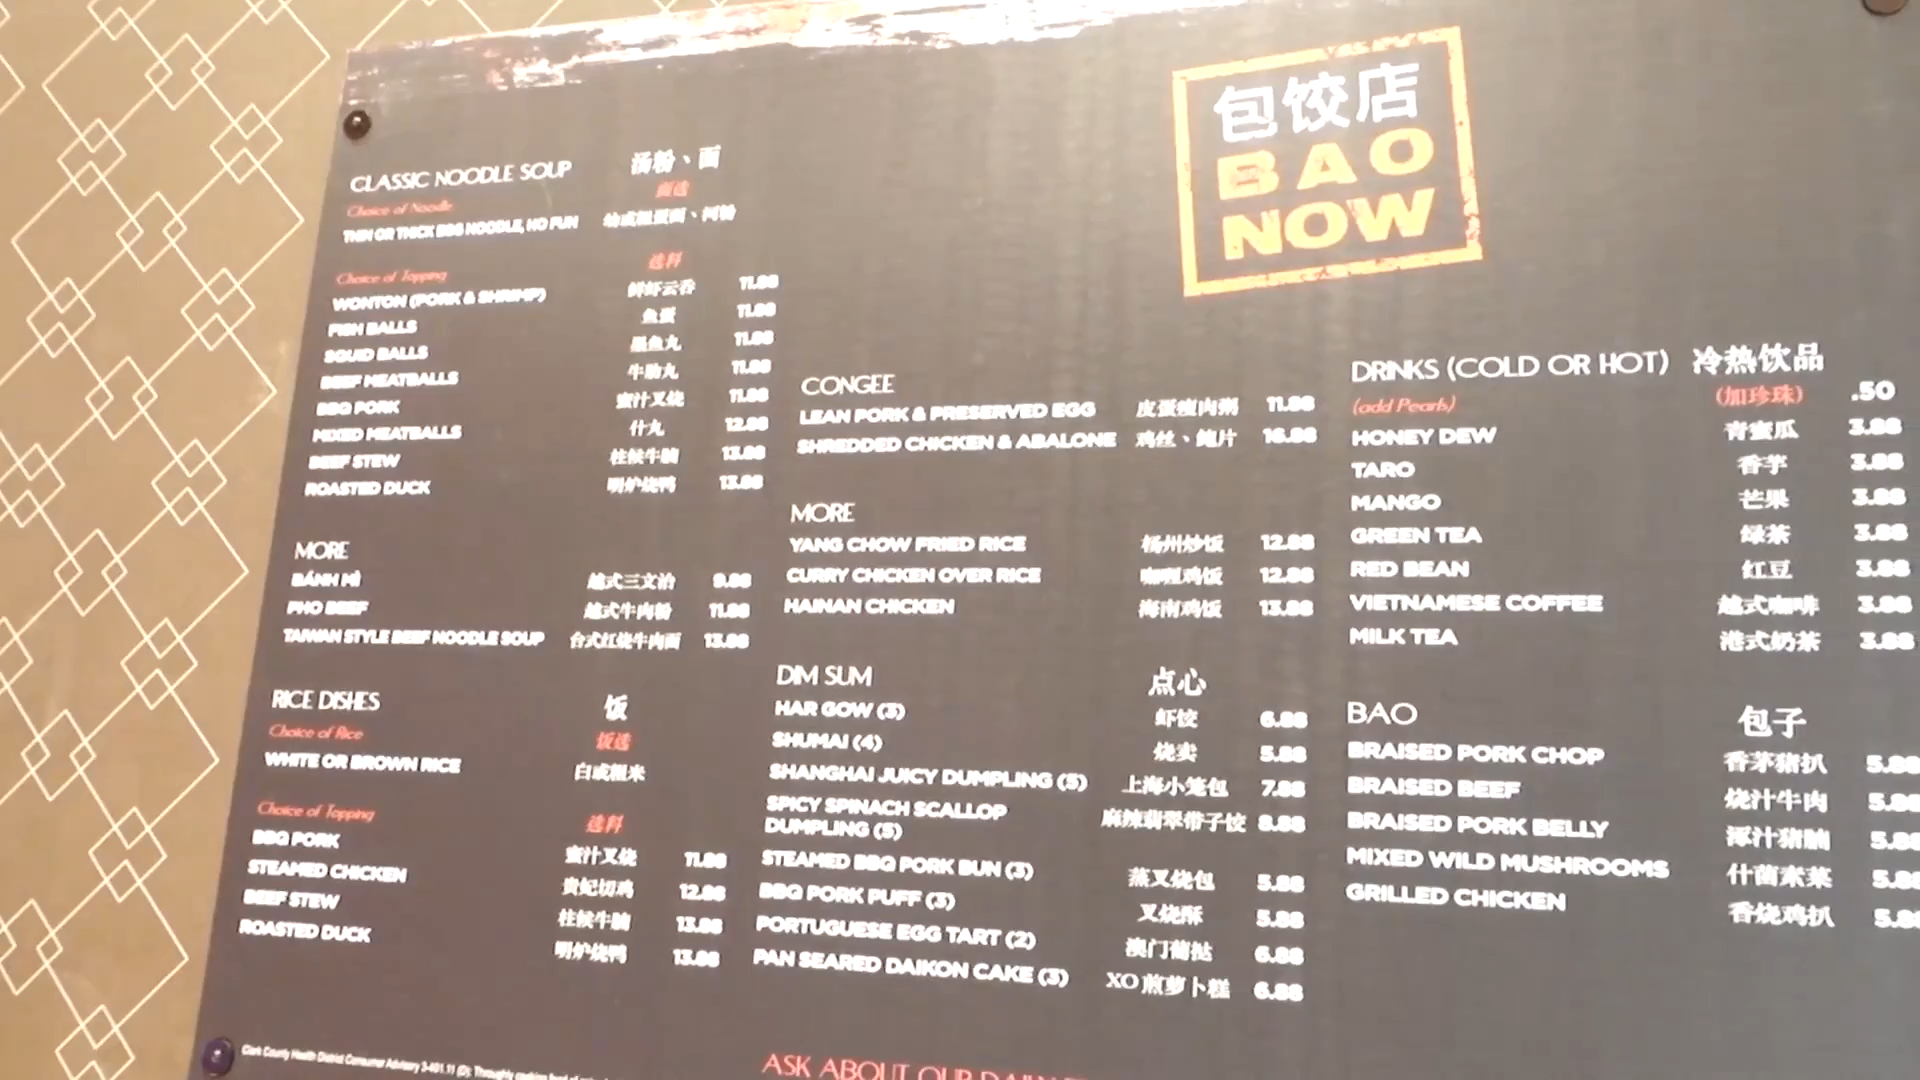 包饺店
BAO
NOW
CLASSIC NOODLE SOUP 汤粉、面
Choice of Noodle 面选
THIN OR THICK EGG NOODLE, HO FUN 幼或粗蛋面、河粉
Choice of Topping 选料
WONTON (PORK & SHRIMP) 鲜虾云吞 11.88
FISH BALLS 鱼蛋 11.88
SQUID BALLS 墨鱼丸 11.88
BEEF MEATBALLS 牛肋丸 11.88
BBQ PORK 蜜汁叉烧 11.88
MIXED MEATBALLS 什丸 12.88
BEEF STEW 柱候牛腩 13.88
ROASTED DUCK 明炉烧鸭 13.88
MORE
BÁNH MÌ 越式三文治 9.88
PHO BEEF 越式牛肉粉 11.88
TAIWAN STYLE BEEF NOODLE SOUP 台式红烧牛肉面 13.88
RICE DISHES 饭
Choice of Rice 饭选
WHITE OR BROWN RICE 白或糙米
Choice of Topping 选料
BBQ PORK 蜜汁叉烧 11.88
STEAMED CHICKEN 贵妃切鸡 12.88
BEEF STEW 柱候牛腩 13.88
ROASTED DUCK 明炉烧鸭 13.88
CONGEE
LEAN PORK & PRESERVED EGG 皮蛋瘦肉粥 11.88
SHREDDED CHICKEN & ABALONE 鸡丝、鲍片 16.88
MORE
YANG CHOW FRIED RICE 杨州炒饭 12.88
CURRY CHICKEN OVER RICE 咖喱鸡饭 12.88
HAINAN CHICKEN 海南鸡饭 13.88
DIM SUM 点心
HAR GOW (3) 虾饺 6.88
SHUMAI (4) 烧卖 5.88
SHANGHAI JUICY DUMPLING (5) 上海小笼包 7.88
SPICY SPINACH SCALLOP
DUMPLING (5) 麻辣翡翠带子饺 8.88
STEAMED BBQ PORK BUN (3) 蒸叉烧包 5.88
BBQ PORK PUFF (3) 叉烧酥 5.88
PORTUGUESE EGG TART (2) 澳门葡挞 6.88
PAN SEARED DAIKON CAKE (3) XO煎萝卜糕 6.88
DRINKS (COLD OR HOT) 冷热饮品
(add Pearls) (加珍珠) .50
HONEY DEW 青蜜瓜 3.88
TARO 香芋 3.88
MANGO 芒果 3.88
GREEN TEA 绿茶 3.88
RED BEAN 红豆 3.88
VIETNAMESE COFFEE 越式咖啡 3.88
MILK TEA 港式奶茶 3.88
BAO 包子
BRAISED PORK CHOP 香茅猪扒 5.88
BRAISED BEEF 烧汁牛肉 5.88
BRAISED PORK BELLY 汁猪腩 5.88
MIXED WILD MUSHROOMS 什菌素菜 5.88
GRILLED CHICKEN 香烧鸡扒 5.88
Clark County Health District Consumer Advisory 3-401.11 (D): Throughly cooking food of
ASK ABOUT OUR DAILY